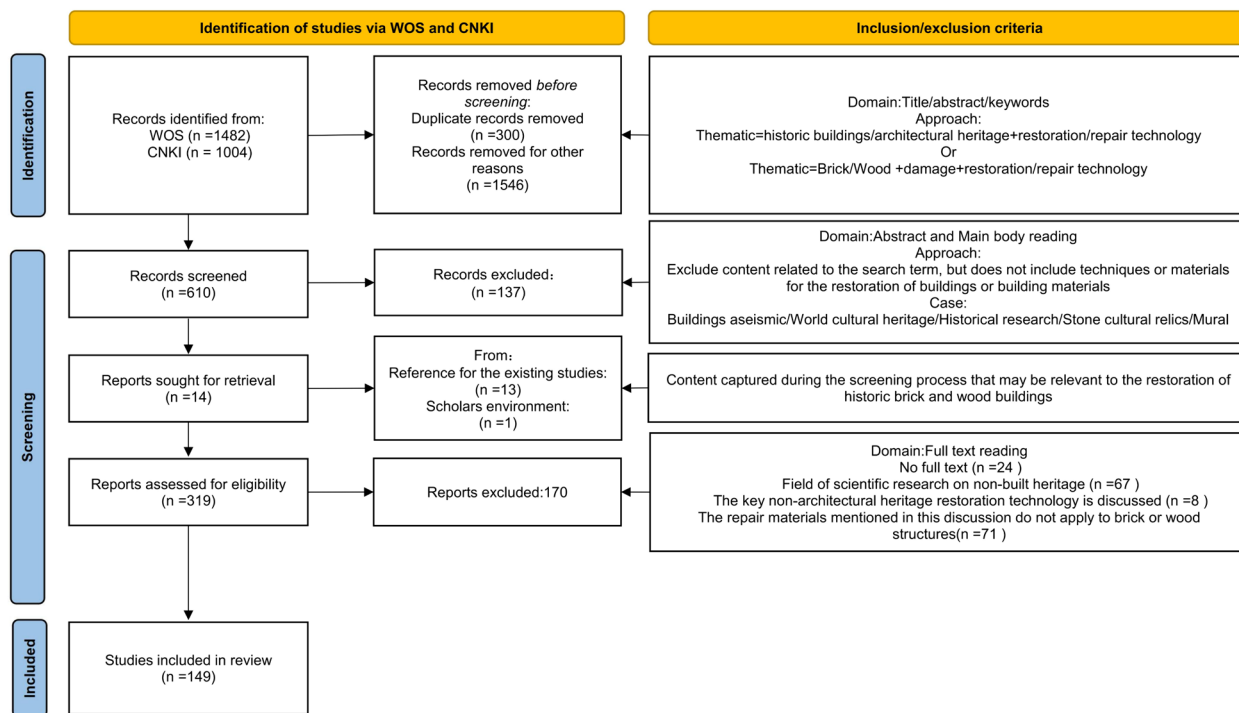 Identification of studies via WOS and CNKI
Inclusion/exclusion criteria
Identification
Records identified from:
WOS (n =1482)
CNKI (n = 1004)
Records removed before
screening:
Duplicate records removed
(n =300)
Records removed for other
reasons
(n =1546)
Domain:Title/abstract/keywords
Approach:
Thematic=historic buildings/architectural heritage+restoration/repair technology
Or
Thematic=Brick/Wood +damage+restoration/repair technology
Screening
Records screened
(n =610)
Records excluded:
(n =137)
Domain:Abstract and Main body reading
Approach:
Exclude content related to the search term, but does not include techniques or materials
for the restoration of buildings or building materials
Case:
Buildings aseismic/World cultural heritage/Historical research/Stone cultural relics/Mural
Reports sought for retrieval
(n =14)
From:
Reference for the existing studies:
(n =13)
Scholars environment:
(n =1)
Content captured during the screening process that may be relevant to the restoration of
historic brick and wood buildings
Reports assessed for eligibility
(n =319)
Reports excluded:170
Domain:Full text reading
No full text (n =24 )
Field of scientific research on non-built heritage (n =67 )
The key non-architectural heritage restoration technology is discussed (n =8 )
The repair materials mentioned in this discussion do not apply to brick or wood
structures(n =71 )
Included
Studies included in review
(n =149)